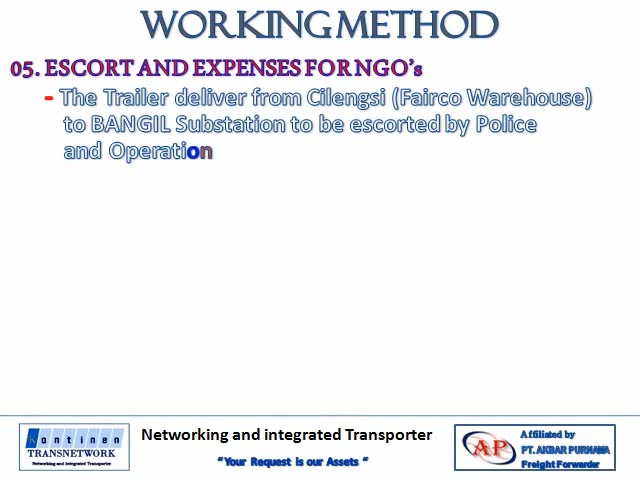 WORKING METHOD
05. ESCORT AND EXPENSES FOR NGO's
- The Trailer deliver from Cilengsi (Fairco Warehouse)
to BANGIL Substation to be escorted by Police
and Operation
Kontinen
TRANSNETWORK
Networking and Integrated Transporter
Networking and integrated Transporter
“Your Request is our Assets “
AP
Affiliated by
PT. AKBAR PURNAMA
Freight Forwarder